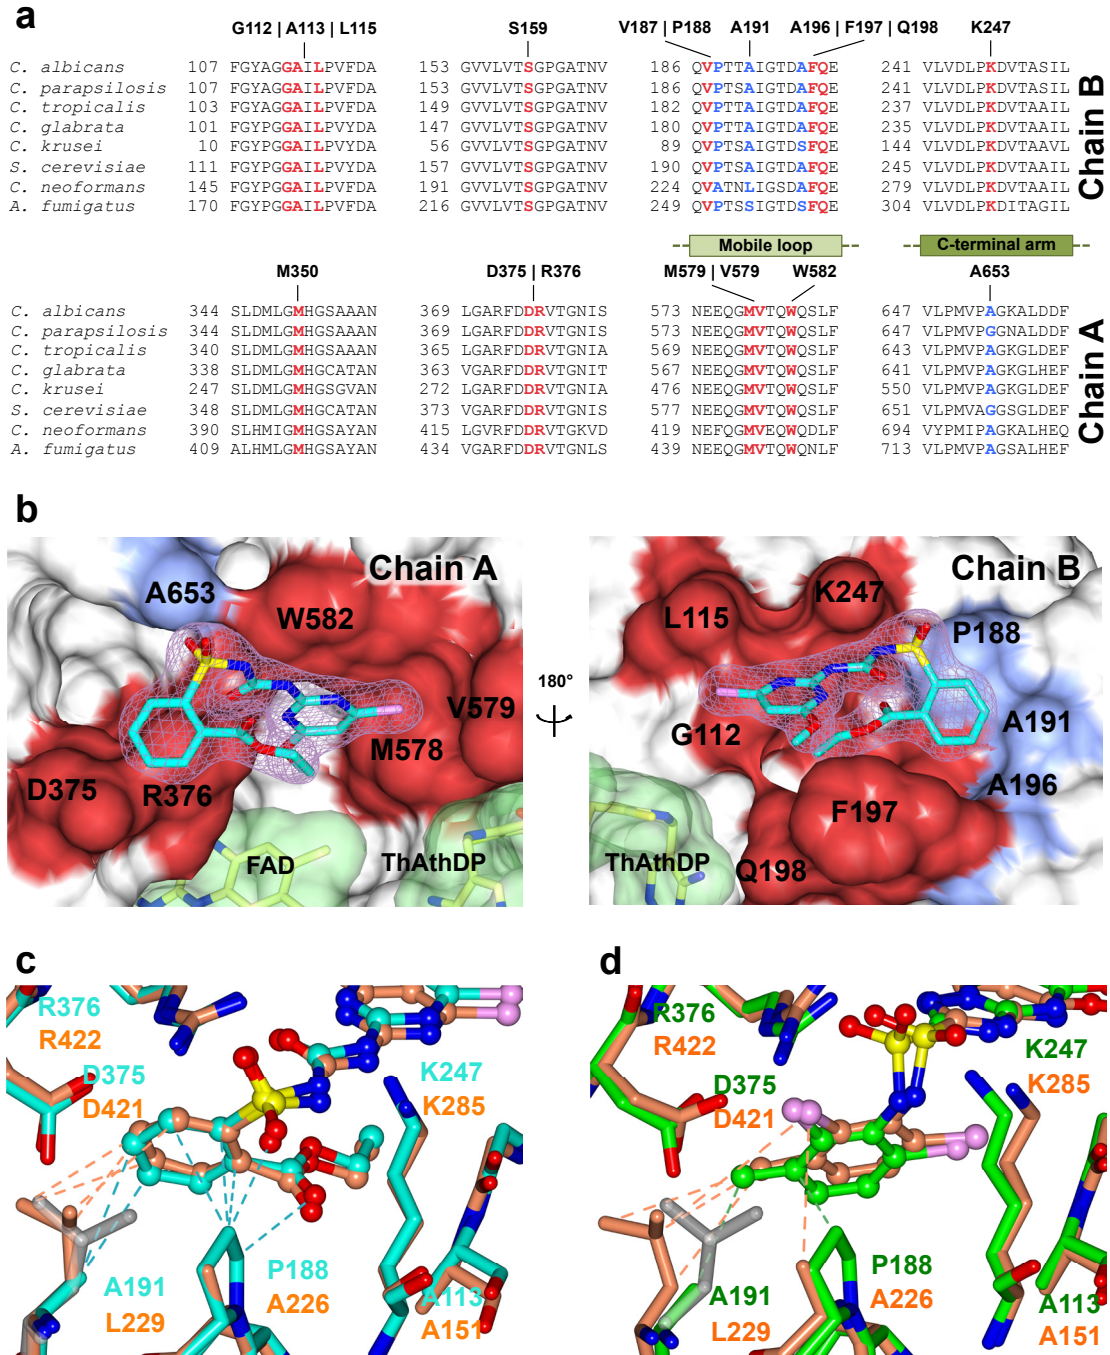 a
G112 | A113 | L115 S159 V187 | P188 A191 A196 | F197 | Q198 K247
C. albicans 107 FGYAGGAILPVFDA 153 GVVLVTSGPGATNV 186 QVPTTAIGTDAFQE 241 VLVDLPKDVTASIL
C. parapsilosis 103 FGYAGGAILPVFDA 153 GVVLVTSGPGATNV 186 QVPTSAIGTDAFQE 241 VLVDLPKDVTASIL
C. tropicalis 103 FGYAGGAILPVFDA 149 GVVLVTSGPGATNV 182 QVPTTAIGTDAFQE 237 VLVDLPKDVTAAIL
C. glabrata 101 FGYPGGAILPVYDA 147 GVVLVTSGPGATNV 180 QVPTTAIGTDAFQE 235 VLVDLPKDVTAAIL
C. krusei 10 FGYPGGAILPVYDA 56 GVVLVTSGPGATNV 89 QVPTSAIGTDSFQE 144 VLVDLPKDVTAAVL
S. cerevisiae 111 FGYPGGAILPVYDA 157 GVVLVTSGPGATNV 190 QVPTSAIGTDAFQE 245 VLVDLPKDVTAAIL
C. neoformans 145 FGYPGGAILPVFDA 191 GVVLVTSGPGATNV 224 QVATNLIGSDAFQE 279 VLVDLPKDVTAAIL
A. fumigatus 170 FGYPGGAILPVFDA 216 GVVLVTSGPGATNV 249 QVPTSSIGTDSFQE 304 VLVDLPKDITAGIL
Chain B
Mobile loop C-terminal arm
M350 D375 | R376 M579 | V579 W582 A653
C. albicans 344 SLDMLGMHGSAAAN 369 LGARFDDRVTGNIS 573 NEEQGMVTQWQSLF 647 VLPMVPAGKALDDF
C. parapsilosis 344 SLDMLGMHGSAAAN 369 LGARFDDRVTGNIS 573 NEEQGMVTQWQSLF 647 VLPMVPGGKALDDF
C. tropicalis 340 SLDMLGMHGSAAAN 365 LGARFDDRVTGNIA 569 NEEQGMVTQWQSLF 643 VLPMVPAGKGLDEF
C. glabrata 338 SLDMLGMHGCATAN 363 VGARFDDRVTGNIT 567 NEEQGMVTQWQSLF 641 VLPMVPAGKGLHEF
C. krusei 247 SLDMLGMHGSGVAN 272 LGARFDDRVTGNIA 476 NEEQGMVTQWQSLF 550 VLPMVPAGKGLDEF
S. cerevisiae 348 SLDMLGMHGCATAN 373 VGARFDDRVTGNIS 577 NEEQGMVTQWQSLF 651 VLPMVAGGSGLDEF
C. neoformans 390 SLHMIGMHGSAYAN 415 LGVRFDDRVTGKVD 419 NEFQGMVEQWQDLF 694 VYPMIPAGKALHEQ
A. fumigatus 409 ALHMLGMHGSAYAN 434 VGARFDDRVTGNLS 439 NEEQGMVTQWQNLF 713 VLPMVPAGSALHEF
Chain A
b
Chain A
A653
W582
V579
M578
D375
R376
FAD
ThAthDP
180°
Chain B
K247
L115
P188
A191
G112
A196
F197
ThAthDP
Q198
c
R376
R422
D375
D421
K247
K285
A191
L229
P188
A226
A113
A151
d
R376
R422
D375
D421
K247
K285
A191
L229
P188
A226
A113
A151